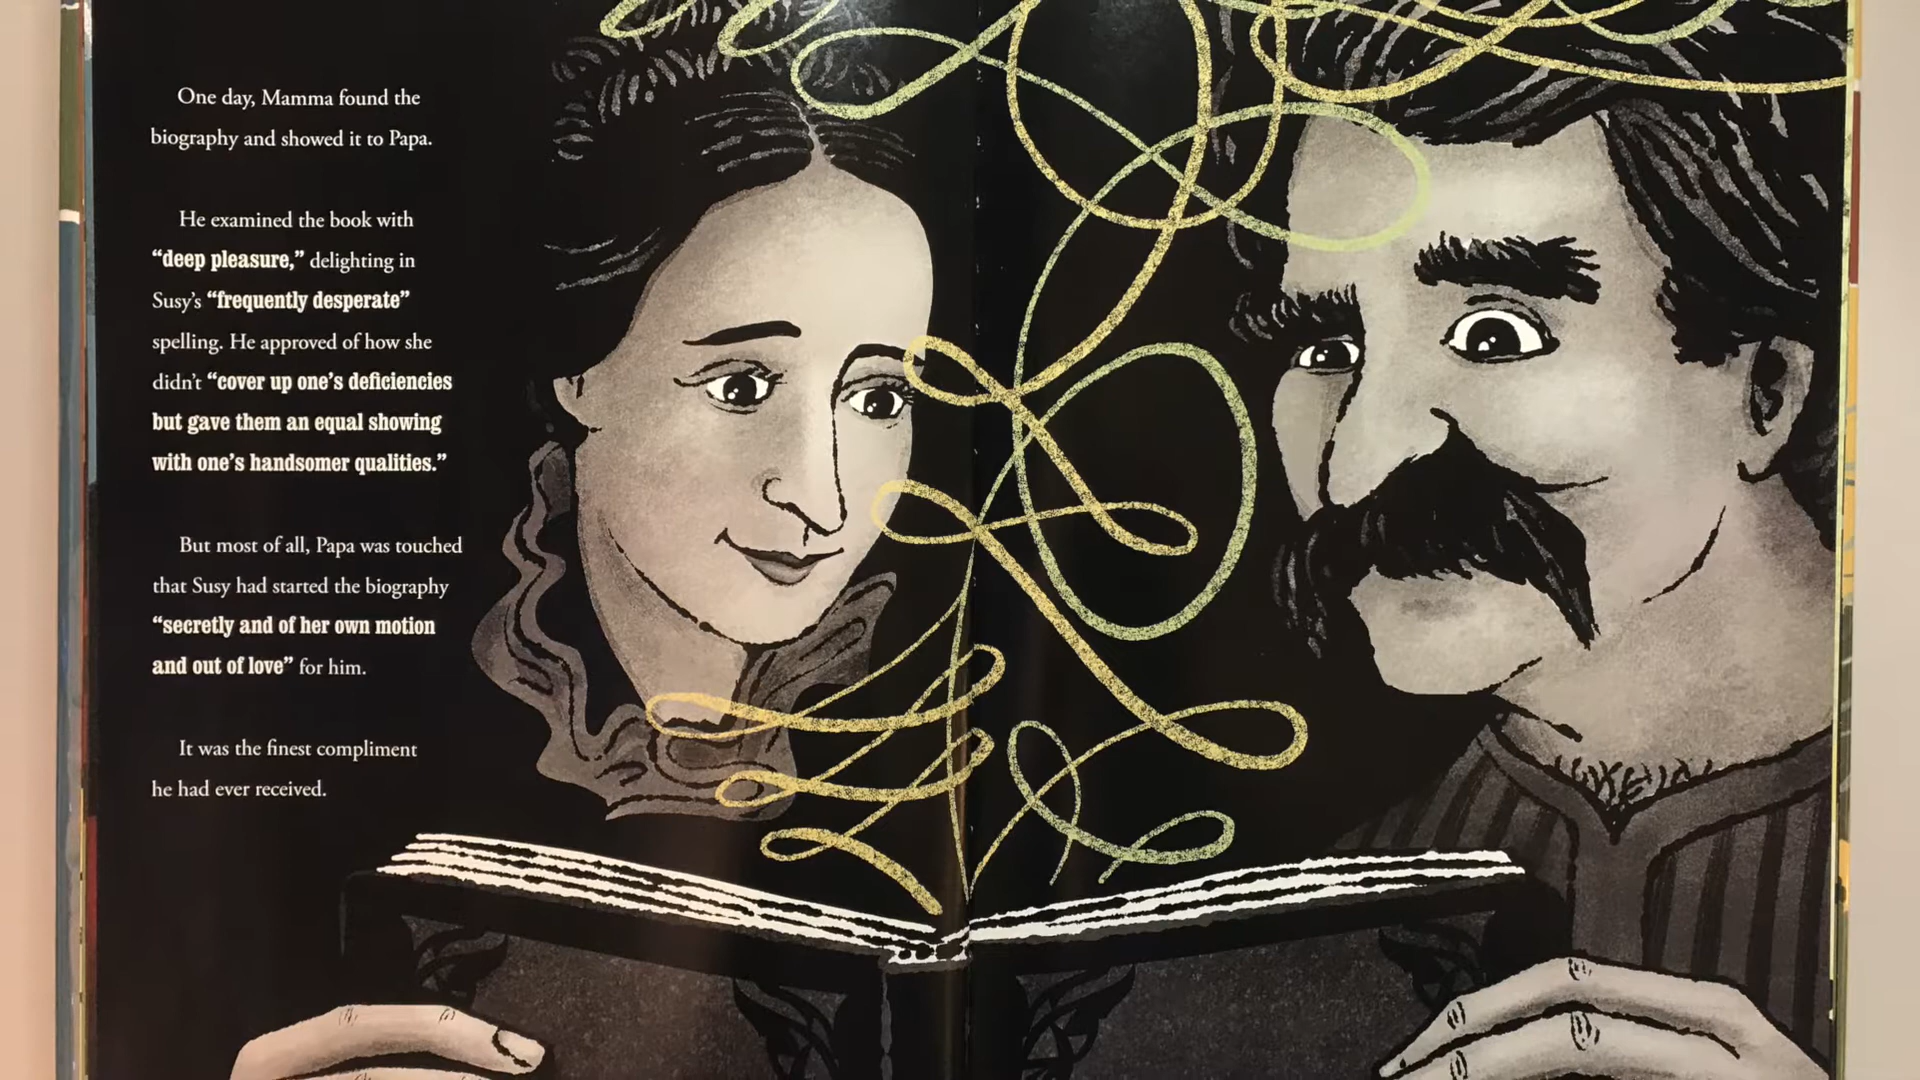 One day, Mamma found the
biography and showed it to Papa.
He examined the book with
“deep pleasure,” delighting in
Susy’s “frequently desperate”
spelling. He approved of how she
didn’t “cover up one’s deficiencies
but gave them an equal showing
with one’s handsomer qualities.”
But most of all, Papa was touched
that Susy had started the biography
“secretly and of her own motion
and out of love” for him.
It was the finest compliment
he had ever received.